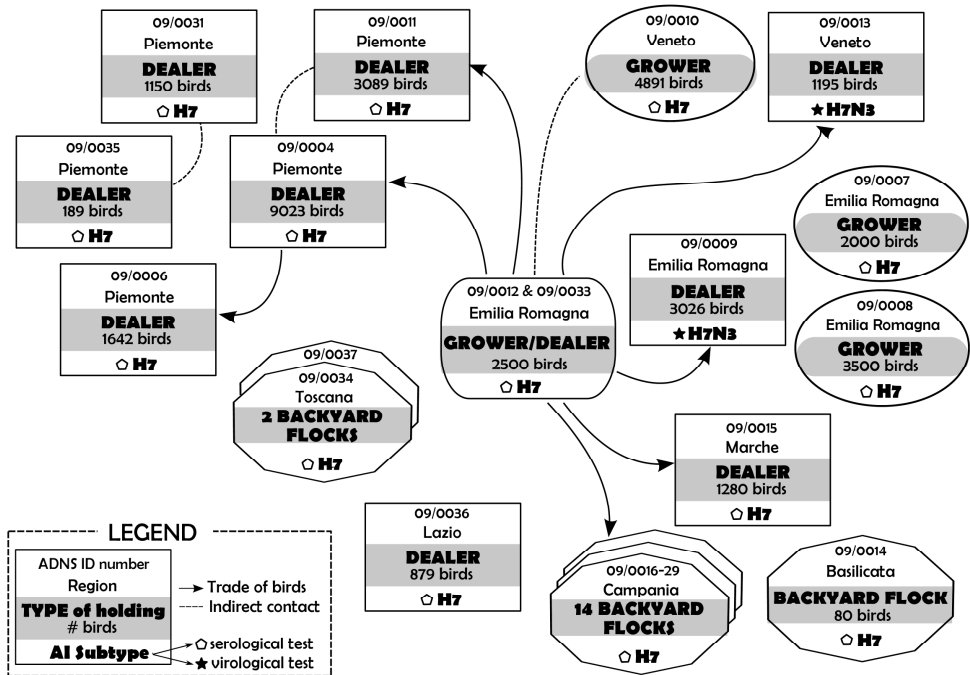 09/0031
Piemonte
DEALER
1150 birds
H7
09/0011
Piemonte
DEALER
3089 birds
H7
09/0010
Veneto
GROWER
4891 birds
H7
09/0013
Veneto
DEALER
1195 birds
H7N3
09/0035
Piemonte
DEALER
189 birds
H7
09/0004
Piemonte
DEALER
9023 birds
H7
09/0007
Emilia Romagna
GROWER
2000 birds
H7
09/0009
Emilia Romagna
DEALER
3026 birds
H7N3
09/0006
Piemonte
DEALER
1642 birds
H7
09/0012 & 09/0033
Emilia Romagna
GROWER/DEALER
2500 birds
H7
09/0008
Emilia Romagna
GROWER
3500 birds
H7
09/0037
09/0034
Toscana
2 BACKYARD
FLOCKS
H7
09/0015
Marche
DEALER
1280 birds
H7
09/0036
Lazio
DEALER
879 birds
H7
09/0016-29
Campania
14 BACKYARD
FLOCKS
H7
09/0014
Basilicata
BACKYARD FLOCK
80 birds
H7
LEGEND
ADNS ID number
Region
TYPE of holding
# birds
AI Subtype
Trade of birds
Indirect contact
serological test
virological test